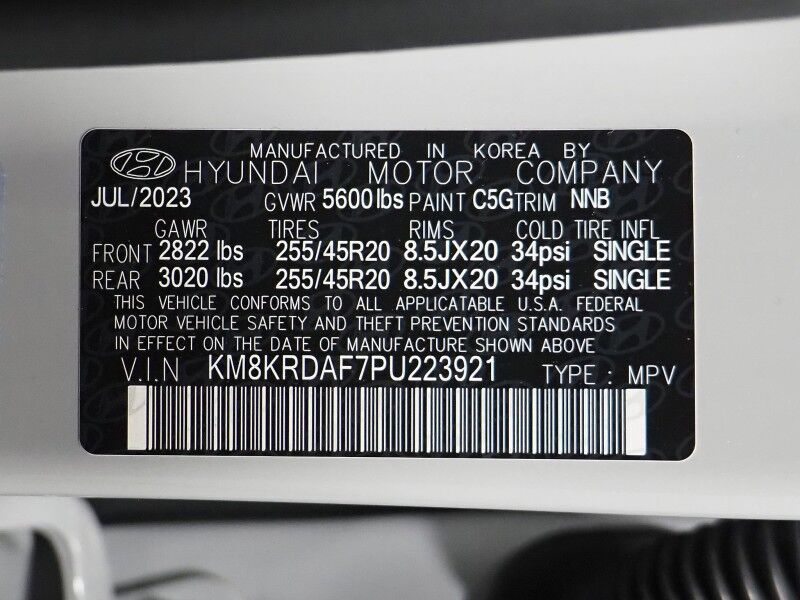 MANUFACTURED IN KOREA BY
HYUNDAI MOTOR COMPANY
JUL/2023 GVWR 5600lbs PAINT C5G TRIM NNB
GAWR TIRES RIMS COLD TIRE INFL
FRONT 2822 lbs 255/45R20 8.5JX20 34psi SINGLE
REAR 3020 lbs 255/45R20 8.5JX20 34psi SINGLE
THIS VEHICLE CONFORMS TO ALL APPLICATABLE U.S.A. FEDERAL
MOTOR VEHICLE SAFETY AND THEFT PREVENTION STANDARDS
IN EFFECT ON THE DATE OF MANUFACTURE SHOWN ABOVE
V.I.N KM8KRDAF7PU223921 TYPE : MPV